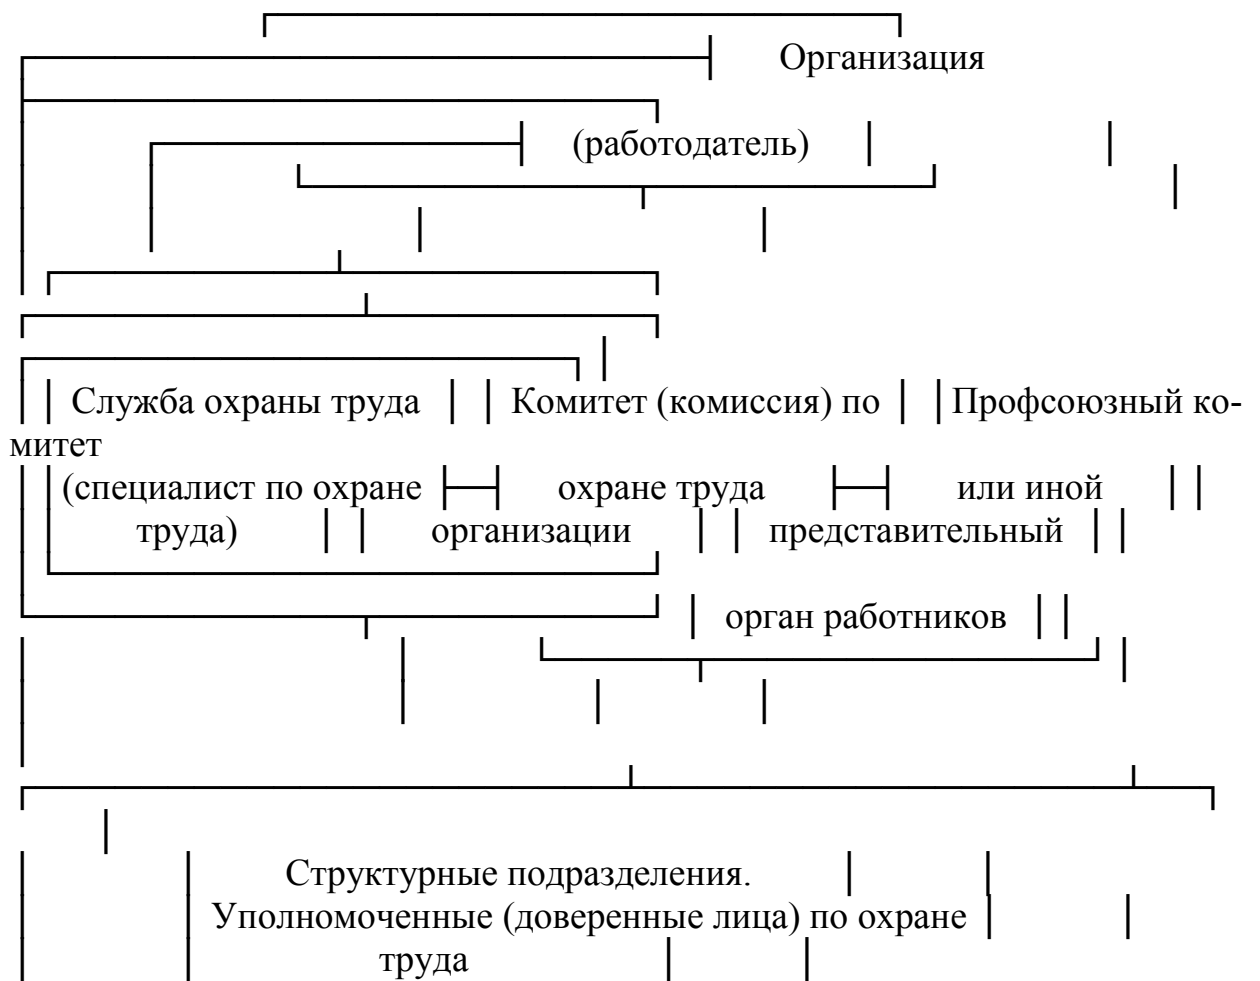 Организация
(работодатель)
Служба охраны труда Комитет (комиссия) по Профсоюзный ко-
митет
(специалист по охране охране труда или иной
труда) организации представительный
орган работников
Структурные подразделения.
Уполномоченные (доверенные лица) по охране
труда